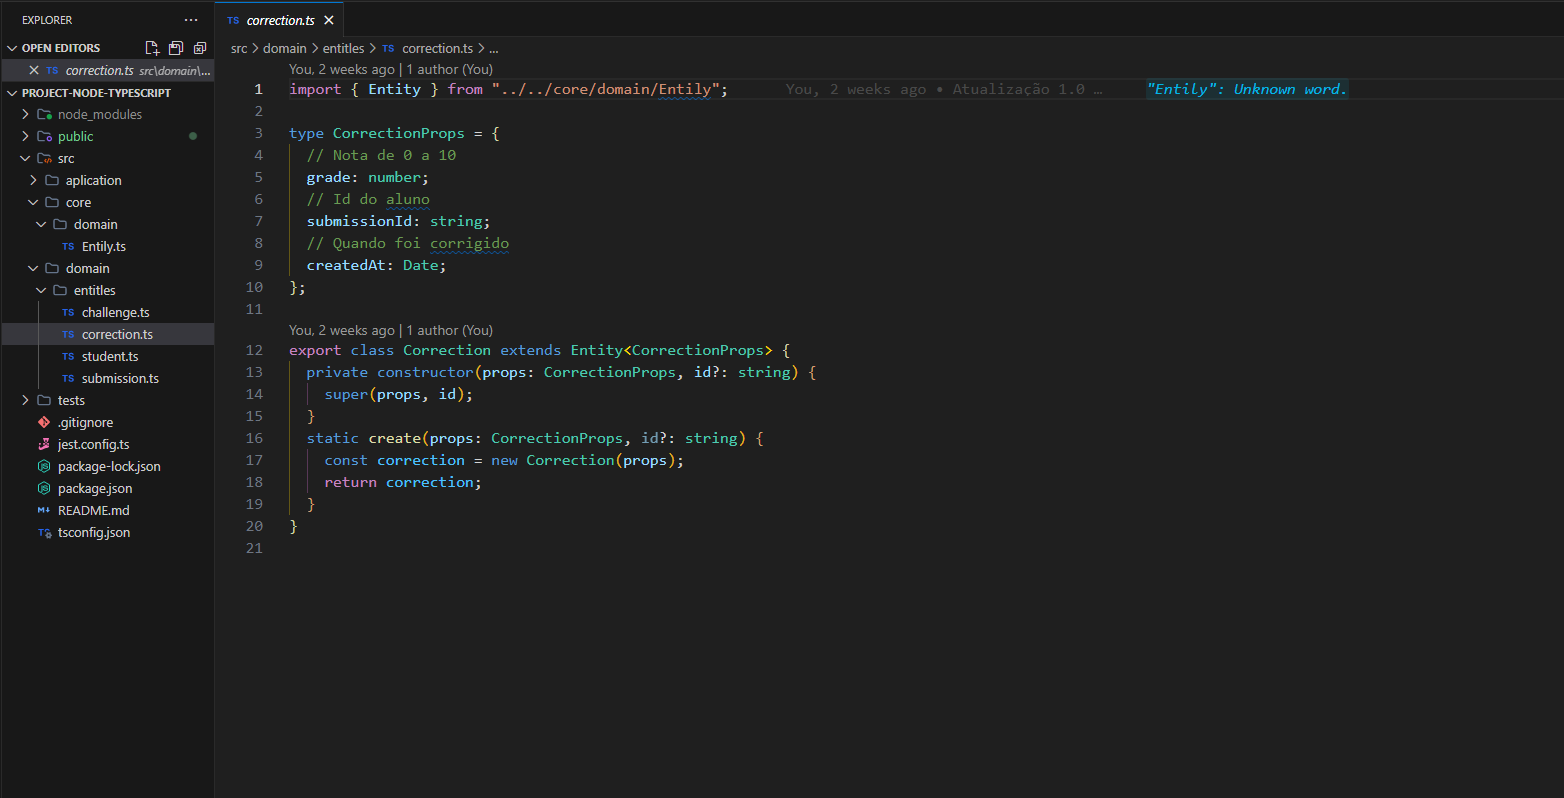 EXPLORER
...
OPEN EDITORS
TS correction.ts src\domain\...
PROJECT-NODE-TYPESCRIPT
node_modules
public
src
aplication
core
domain
TS Entily.ts
domain
entitles
TS challenge.ts
TS correction.ts
TS student.ts
TS submission.ts
tests
.gitignore
jest.config.ts
package-lock.json
package.json
README.md
tsconfig.json
TS correction.ts
src > domain > entitles > TS correction.ts > ...
You, 2 weeks ago | 1 author (You)
1 import { Entity } from "../../core/domain/Entily"; You, 2 weeks ago • Atualização 1.0 … "Entily": Unknown word.
2
3 type CorrectionProps = {
4 // Nota de 0 a 10
5 grade: number;
6 // Id do aluno
7 submissionId: string;
8 // Quando foi corrigido
9 createdAt: Date;
10 };
11
You, 2 weeks ago | 1 author (You)
12 export class Correction extends Entity<CorrectionProps> {
13 private constructor(props: CorrectionProps, id?: string) {
14 super(props, id);
15 }
16 static create(props: CorrectionProps, id?: string) {
17 const correction = new Correction(props);
18 return correction;
19 }
20 }
21